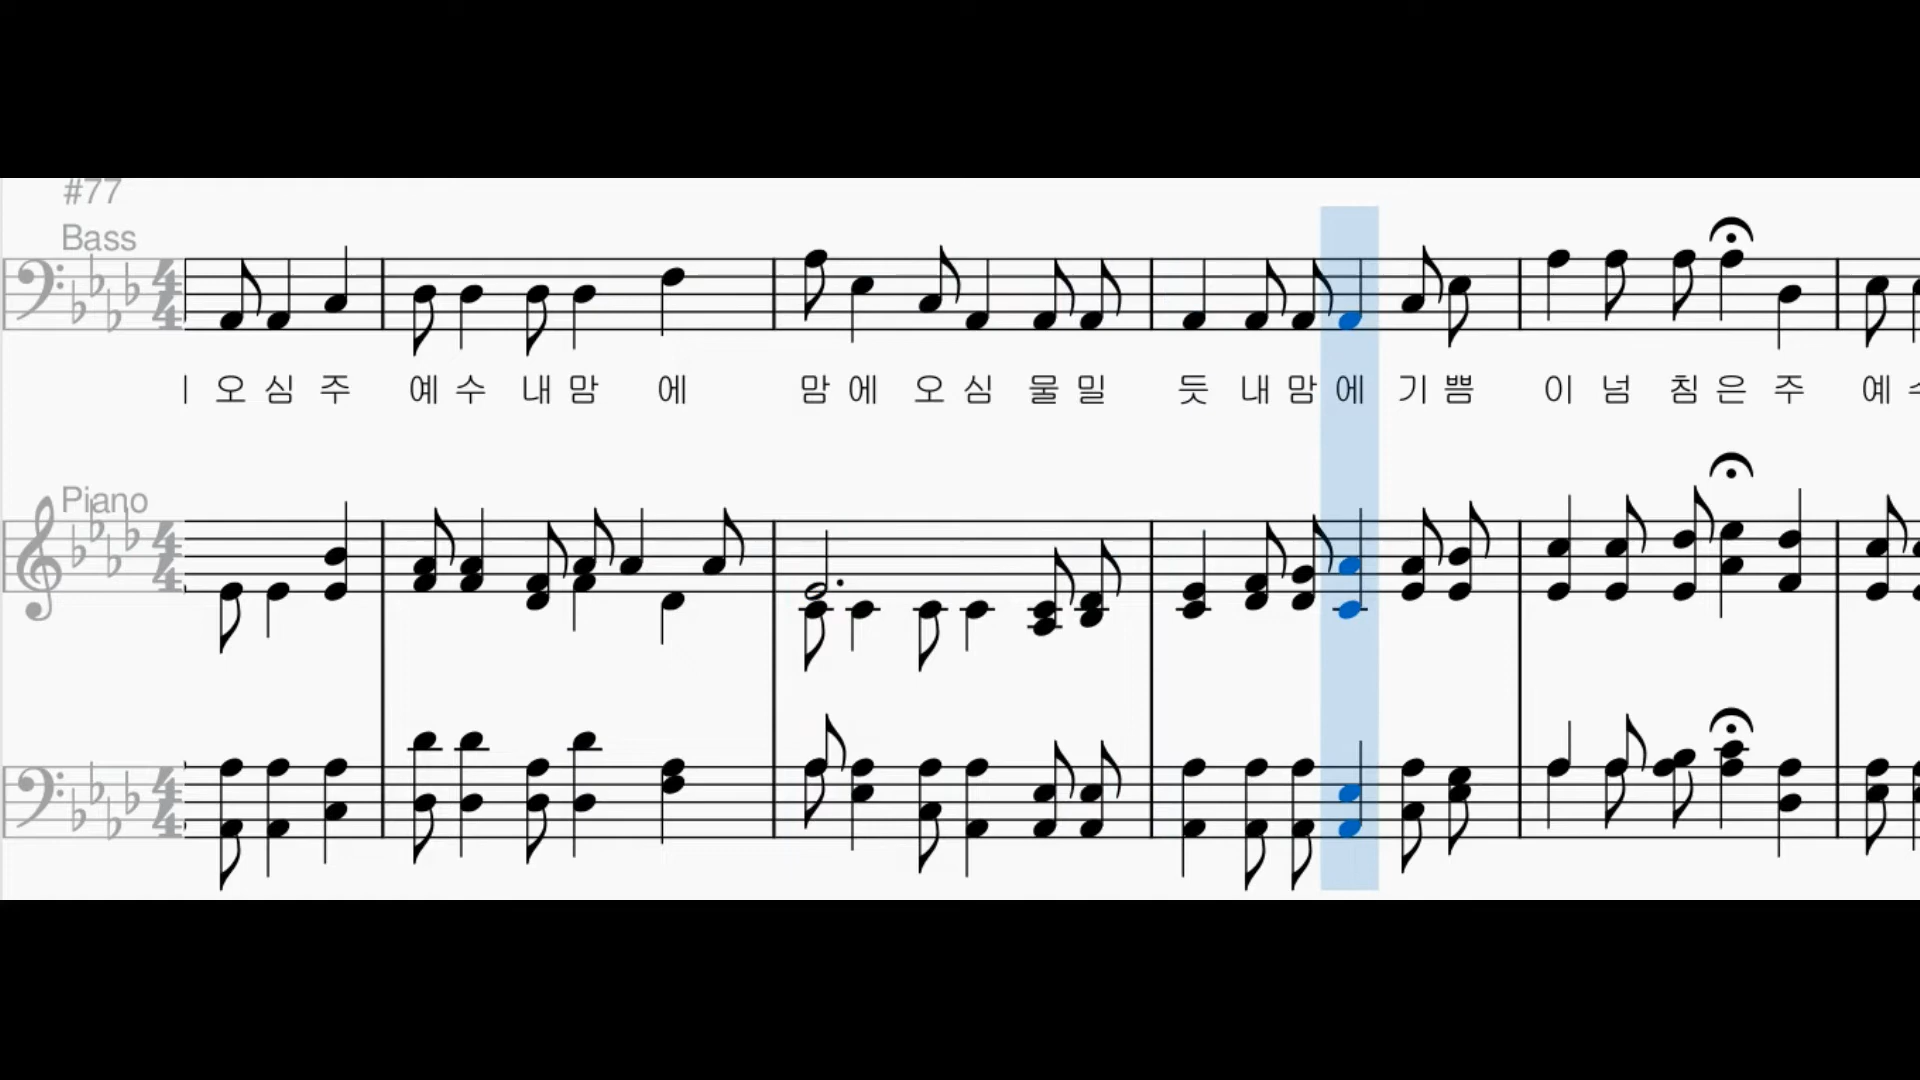 #77
Bass
오 심 주 예 수 내 맘 에 맘 에 오 심 물 밀 듯 내 맘 에 기 쁨 이 넘 침 은 주 예
Piano